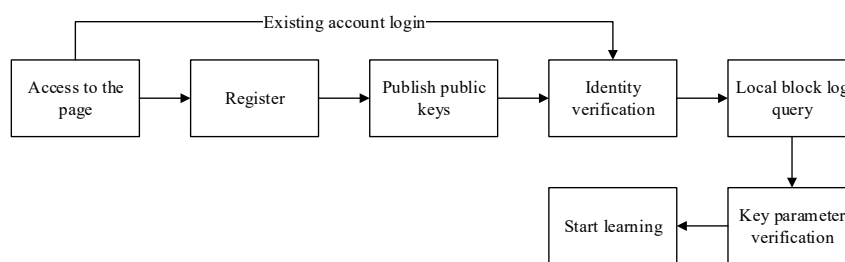 Existing account login
Access to the
page
Register
Publish public
keys
Identity
verification
Local block log
query
Start learning
Key parameter
verification